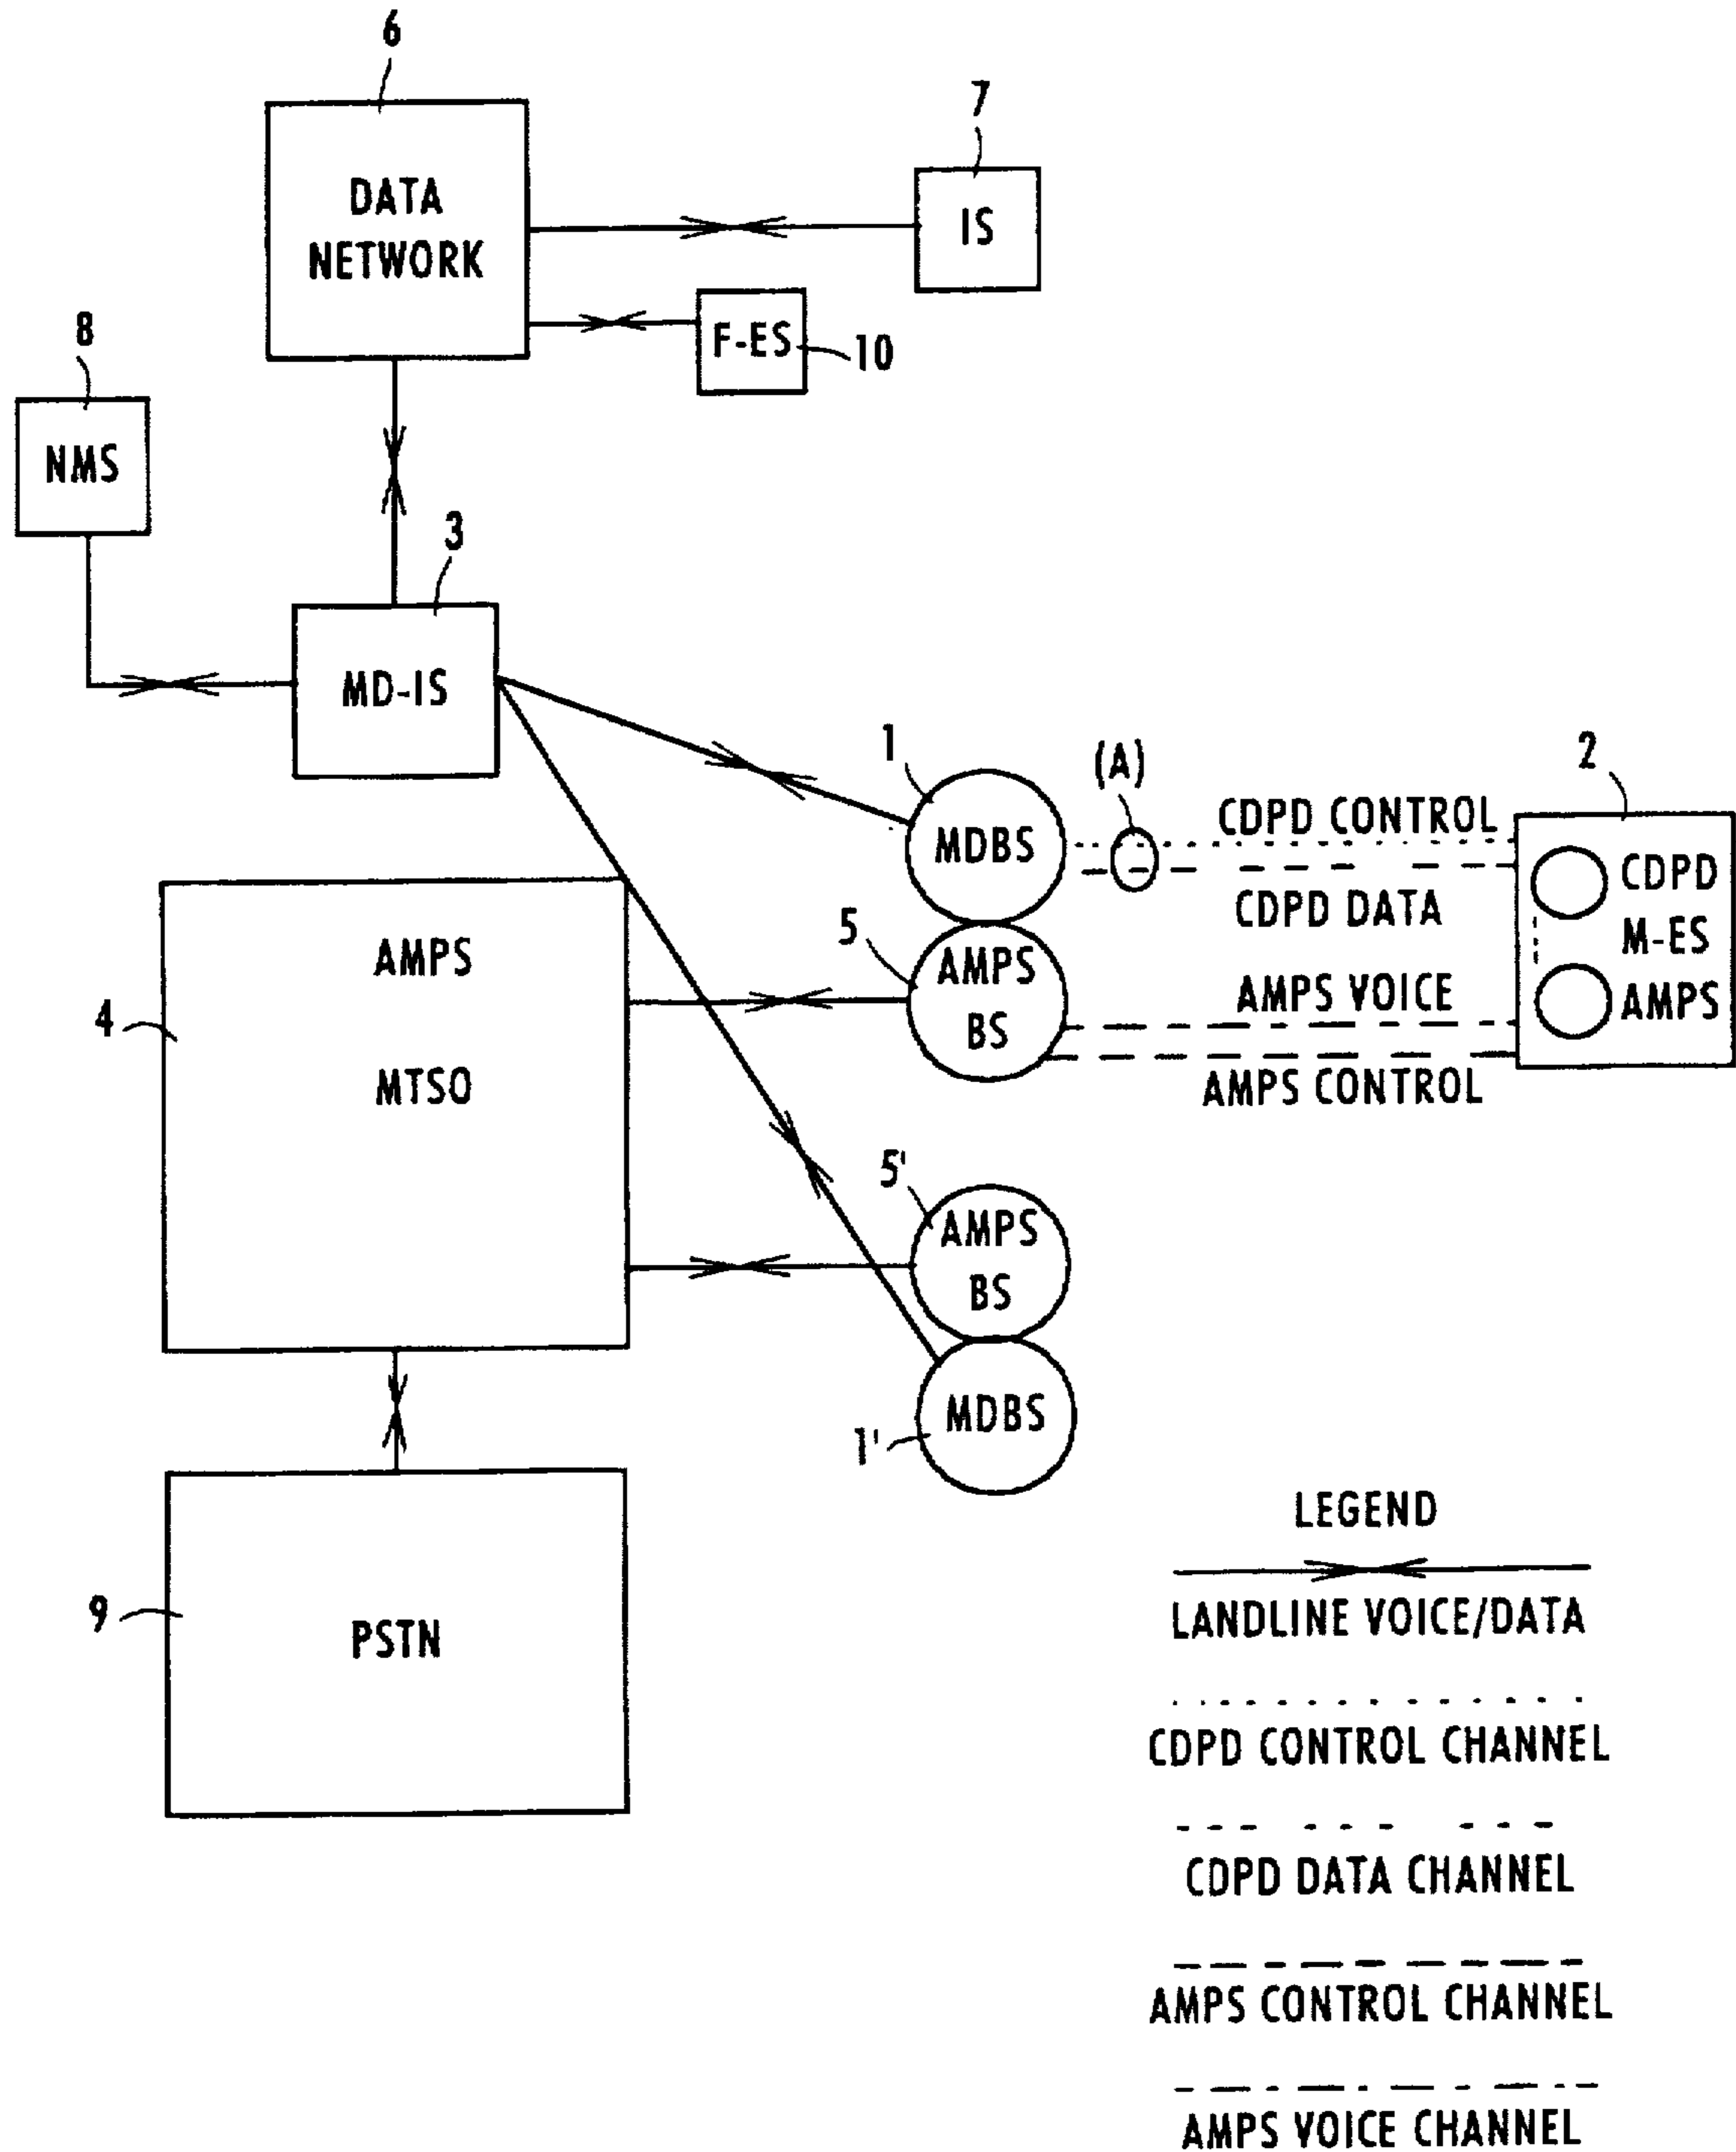 6
DATA
NETWORK
7
IS
F-ES
10
8
NMS
3
MD-IS
1
MDBS
(A)
CDPD CONTROL
CDPD DATA
2
CDPD
M-ES
AMPS
4
AMPS
MTSO
5
AMPS
BS
AMPS VOICE
AMPS CONTROL
5'
AMPS
BS
MDBS
1'
9
PSTN
LEGEND
LANDLINE VOICE/DATA
CDPD CONTROL CHANNEL
CDPD DATA CHANNEL
AMPS CONTROL CHANNEL
AMPS VOICE CHANNEL